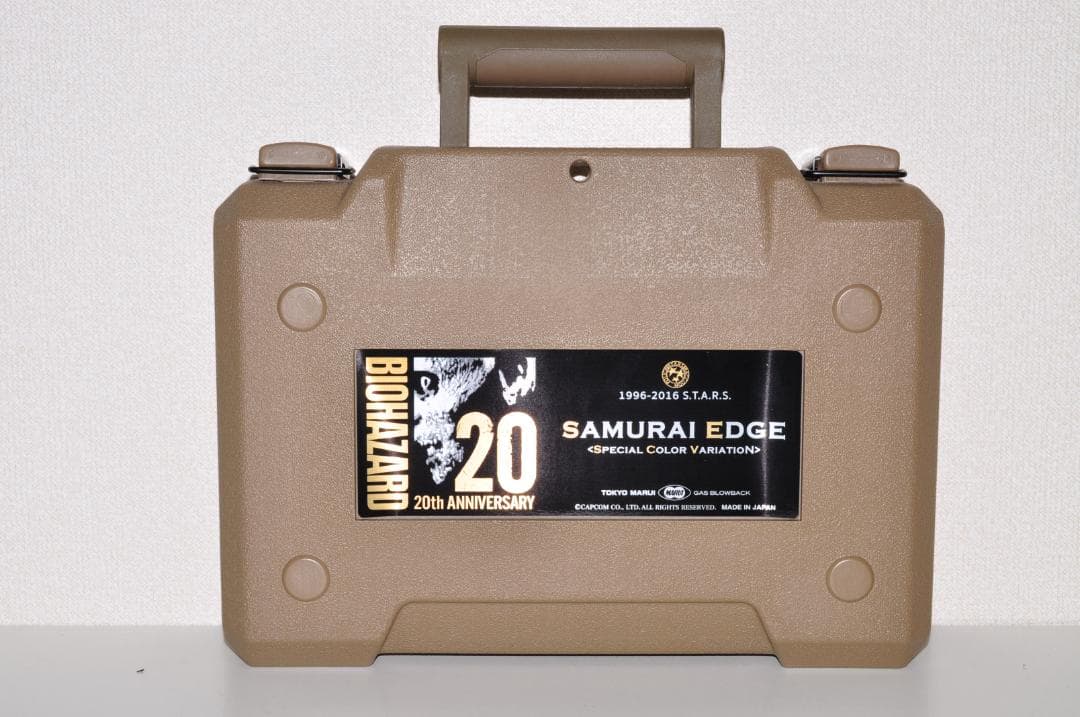 BIOHAZARD
20
20th ANNIVERSARY
1996-2016 S.T.A.R.S.
SAMURAI EDGE
<SPECIAL COLOR VARIATION>
TOKYO MARUI MARUI GAS BLOWBACK
©CAPCOM CO., LTD. ALL RIGHTS RESERVED. MADE IN JAPAN